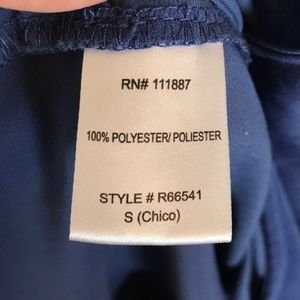 RN# 111887
100% POLYESTER/ POLIESTER
STYLE # R66541
S (Chico)